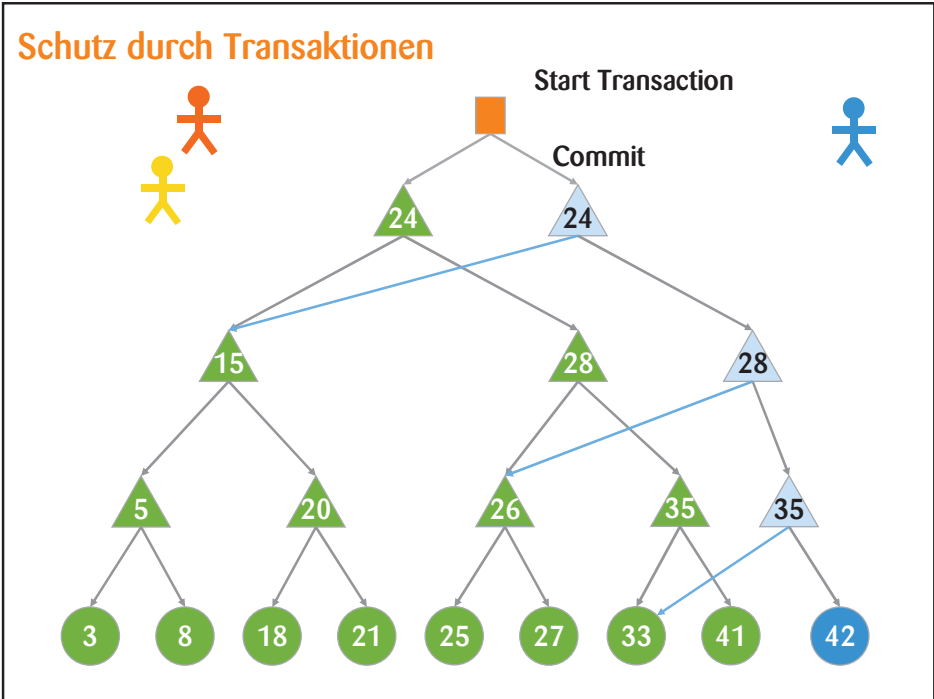 Schutz durch Transaktionen
Start Transaction
Commit
24 24
15 28 28
5 20 26 35 35
3 8 18 21 25 27 33 41 42